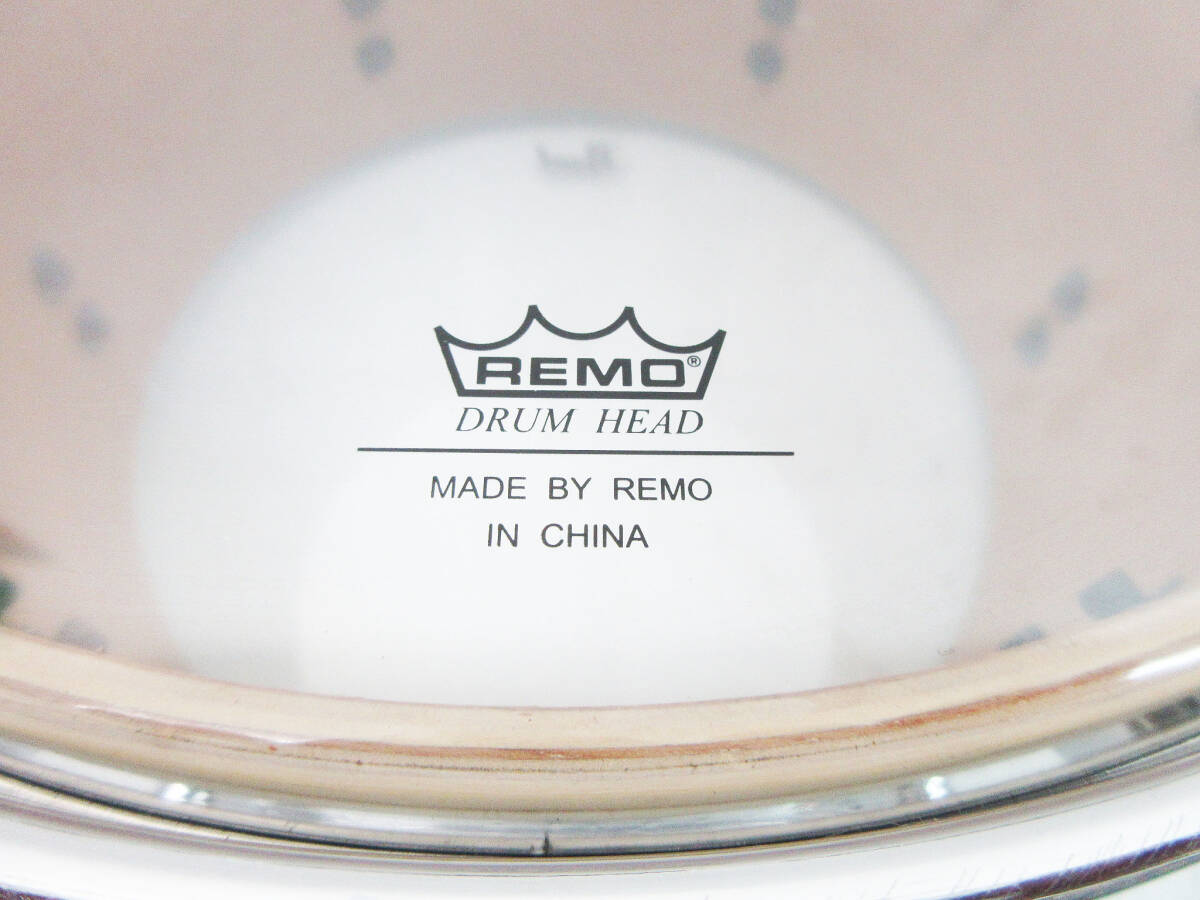 REMO®
DRUM HEAD
MADE BY REMO
IN CHINA